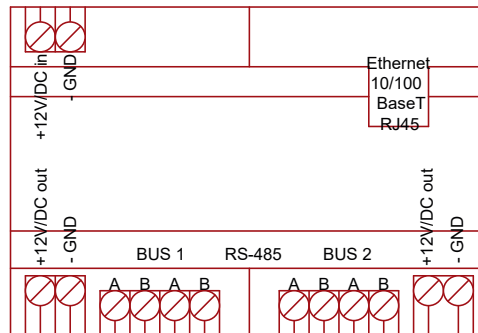 +12V/DC in
- GND
Ethernet
10/100
BaseT
RJ45
+12V/DC out
- GND
+12V/DC out
- GND
BUS 1
RS-485
BUS 2
A B A B
A B A B